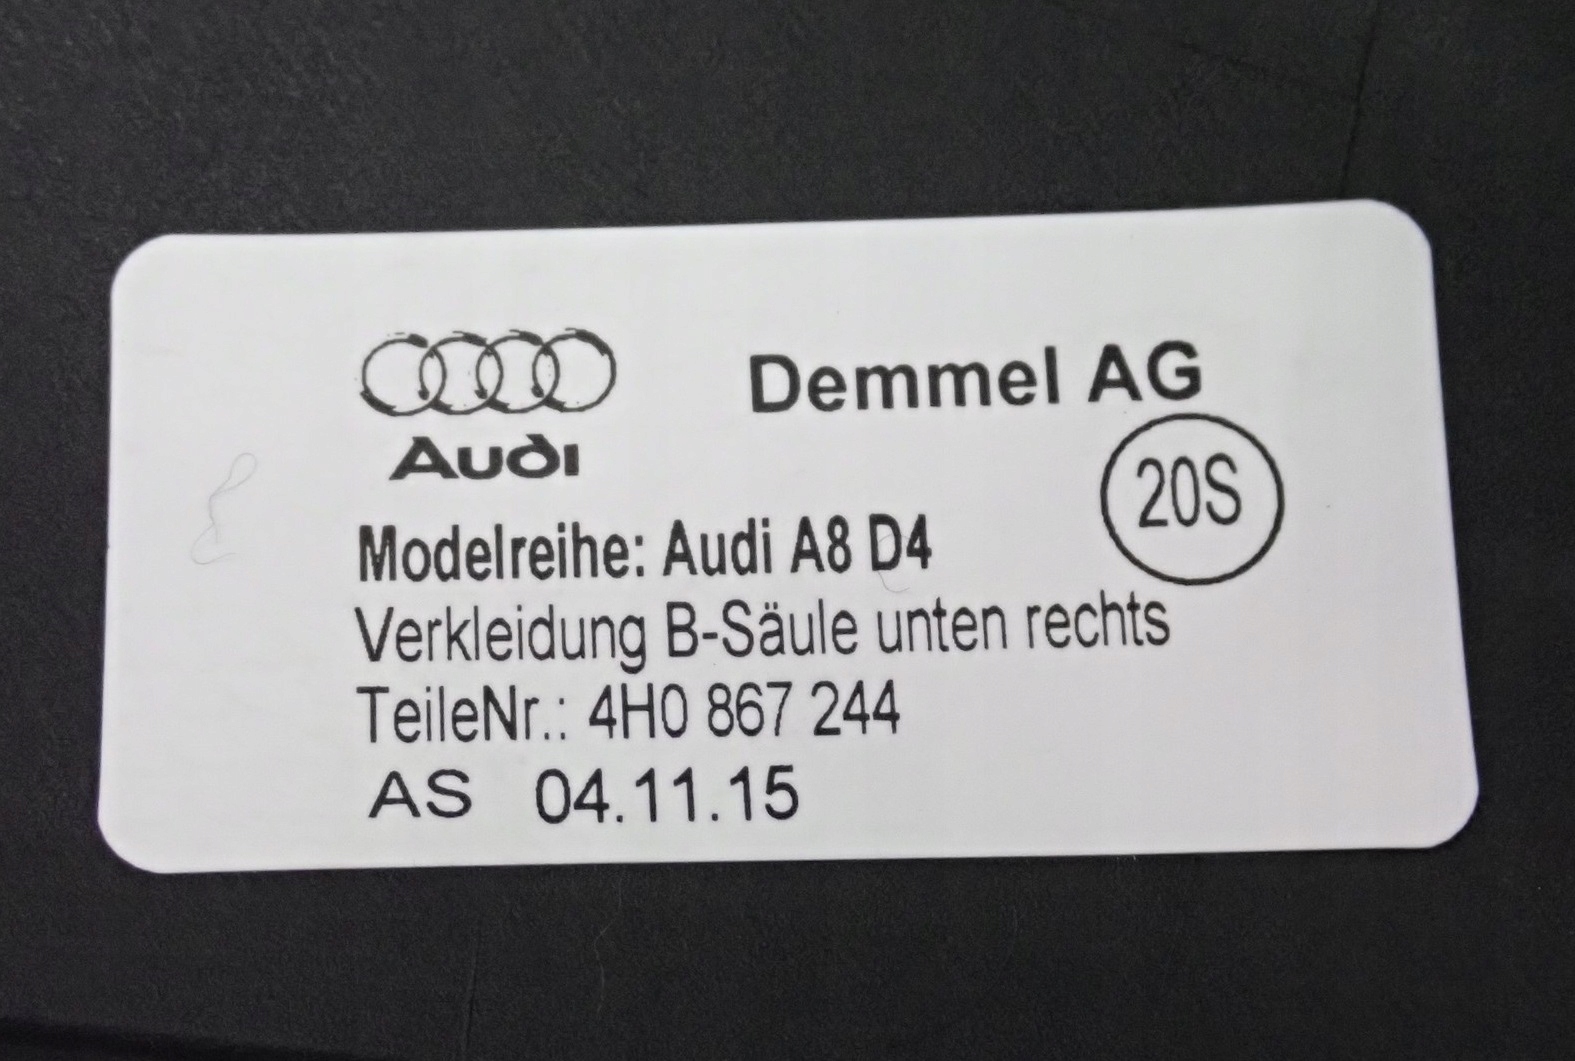 Demmel AG
Audi
20S
Modelreihe: Audi A8 D4
Verkleidung B-Säule unten rechts
TeileNr.: 4H0 867 244
AS 04.11.15